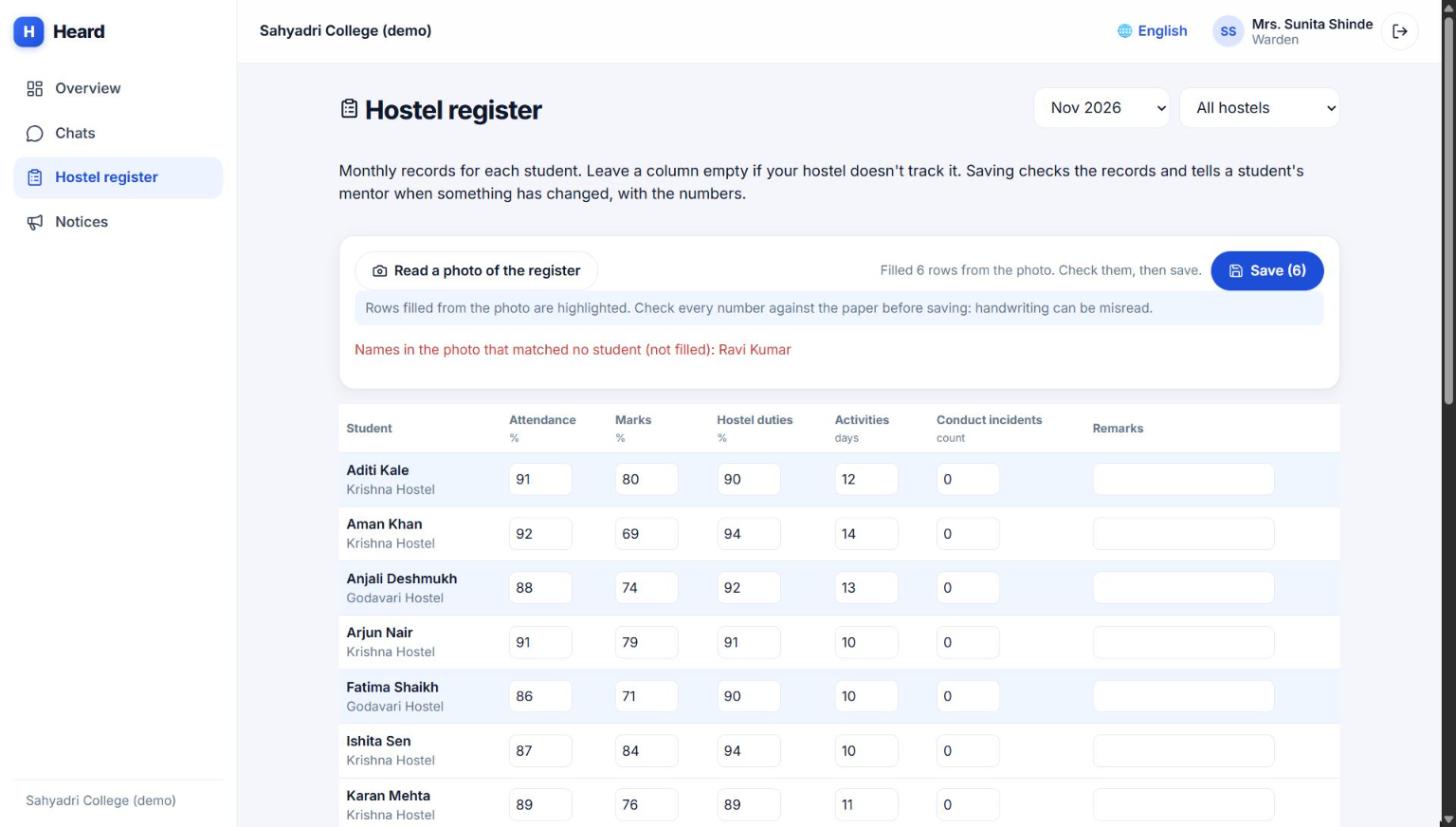 H Heard
Sahyadri College (demo)
English
SS
Mrs. Sunita Shinde
Warden
Overview
Chats
Hostel register
Notices
Hostel register
Nov 2026
All hostels
Monthly records for each student. Leave a column empty if your hostel doesn't track it. Saving checks the records and tells a student's
mentor when something has changed, with the numbers.
Read a photo of the register
Filled 6 rows from the photo. Check them, then save.
Save (6)
Rows filled from the photo are highlighted. Check every number against the paper before saving: handwriting can be misread.
Names in the photo that matched no student (not filled): Ravi Kumar
Student Attendance Marks Hostel duties Activities Conduct incidents Remarks
% % % days count
Aditi Kale 91 80 90 12 0
Krishna Hostel
Aman Khan 92 69 94 14 0
Krishna Hostel
Anjali Deshmukh 88 74 92 13 0
Godavari Hostel
Arjun Nair 91 79 91 10 0
Krishna Hostel
Fatima Shaikh 86 71 90 10 0
Godavari Hostel
Ishita Sen 87 84 94 10 0
Krishna Hostel
Karan Mehta 89 76 89 11 0
Krishna Hostel
Sahyadri College (demo)